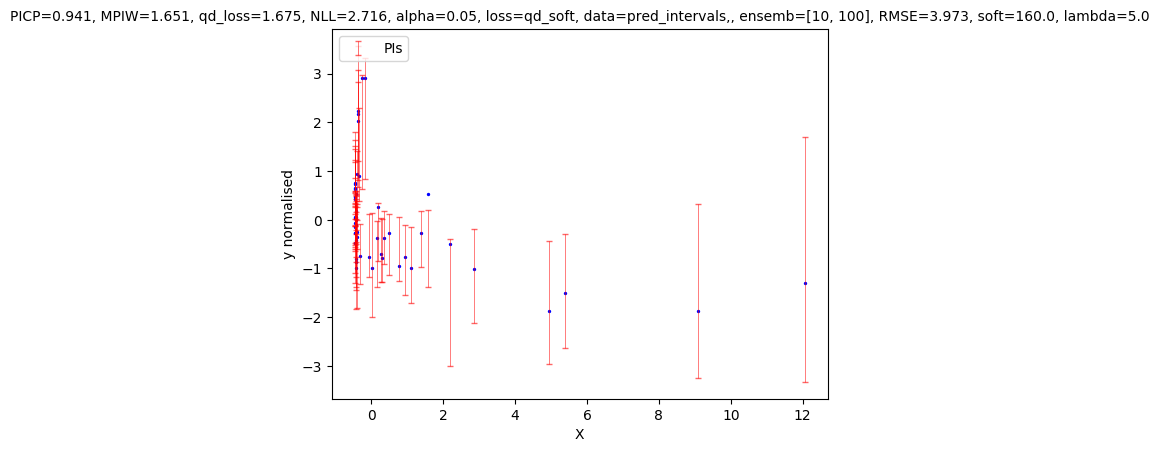 PICP=0.941, MPIW=1.651, qd_loss=1.675, NLL=2.716, alpha=0.05, loss=qd_soft, data=pred_intervals,, ensemb=[10, 100], RMSE=3.973, soft=160.0, lambda=5.0
PIs
3
2
1
0
−1
−2
−3
y normalised
0 2 4 6 8 10 12
X